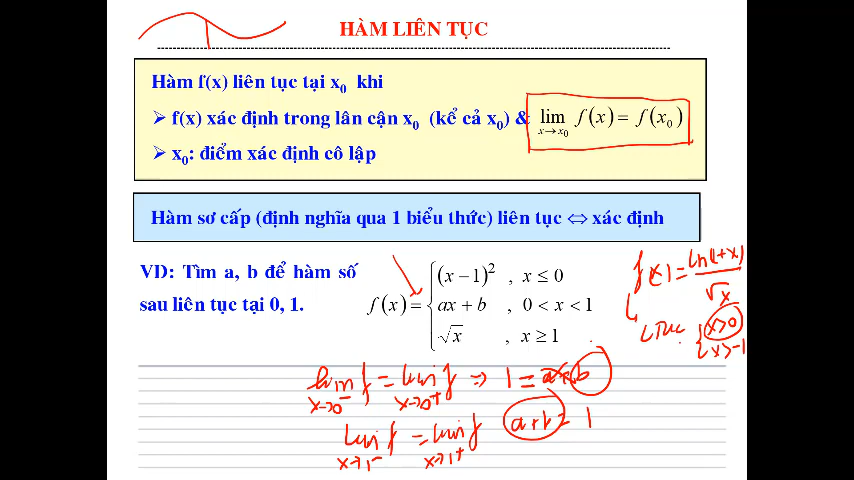 HÀM LIÊN TỤC
Hàm f(x) liên tục tại x₀ khi
➢ f(x) xác định trong lân cận x₀ (kể cả x₀) & lim_{x→x₀} f(x) = f(x₀)
➢ x₀: điểm xác định cô lập
Hàm sơ cấp (định nghĩa qua 1 biểu thức) liên tục ⇔ xác định
VD: Tìm a, b để hàm số
sau liên tục tại 0, 1.
f(x) =
(x − 1)² , x ≤ 0
ax + b , 0 < x < 1
√x , x ≥ 1
f(x) = ln(1+x)/√x
LTục
x>0
x>-1
lim_{x→0⁻} f = lim_{x→0⁺} f ⇒ 1 = b
lim_{x→1⁻} f = lim_{x→1⁺} f a+b = 1